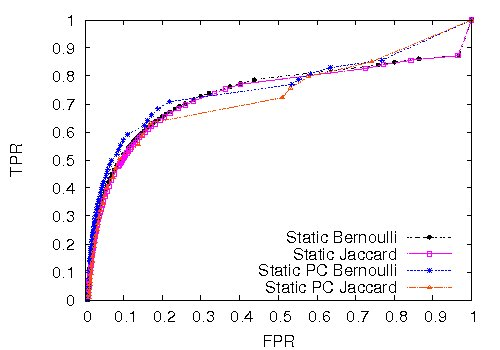 1
0.9
0.8
0.7
0.6
0.5
0.4
0.3
0.2
0.1
0
TPR
Static Bernoulli
Static Jaccard
Static PC Bernoulli
Static PC Jaccard
0 0.1 0.2 0.3 0.4 0.5 0.6 0.7 0.8 0.9 1
FPR